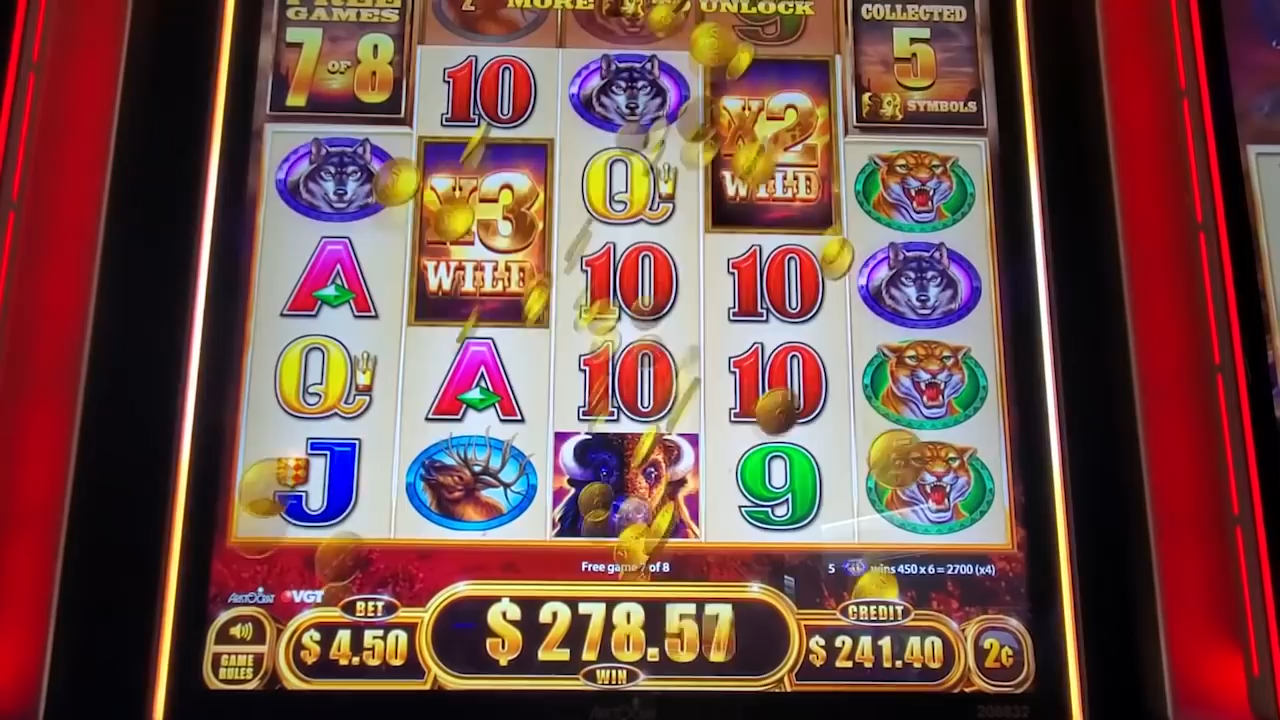 MORE TO UNLOCK
FREE GAMES
7 OF 8
COLLECTED
5
SYMBOLS
10
X2
WILD
Q
X3
WILD
A
10
10
Q
A
10
10
J
9
Free game 7 of 8
5 wins 450 x 6 = 2700 (x4)
ARISTOCRAT VGT
BET
$ 4.50
$ 278.57
WIN
CREDIT
$ 241.40
2¢
GAME RULES